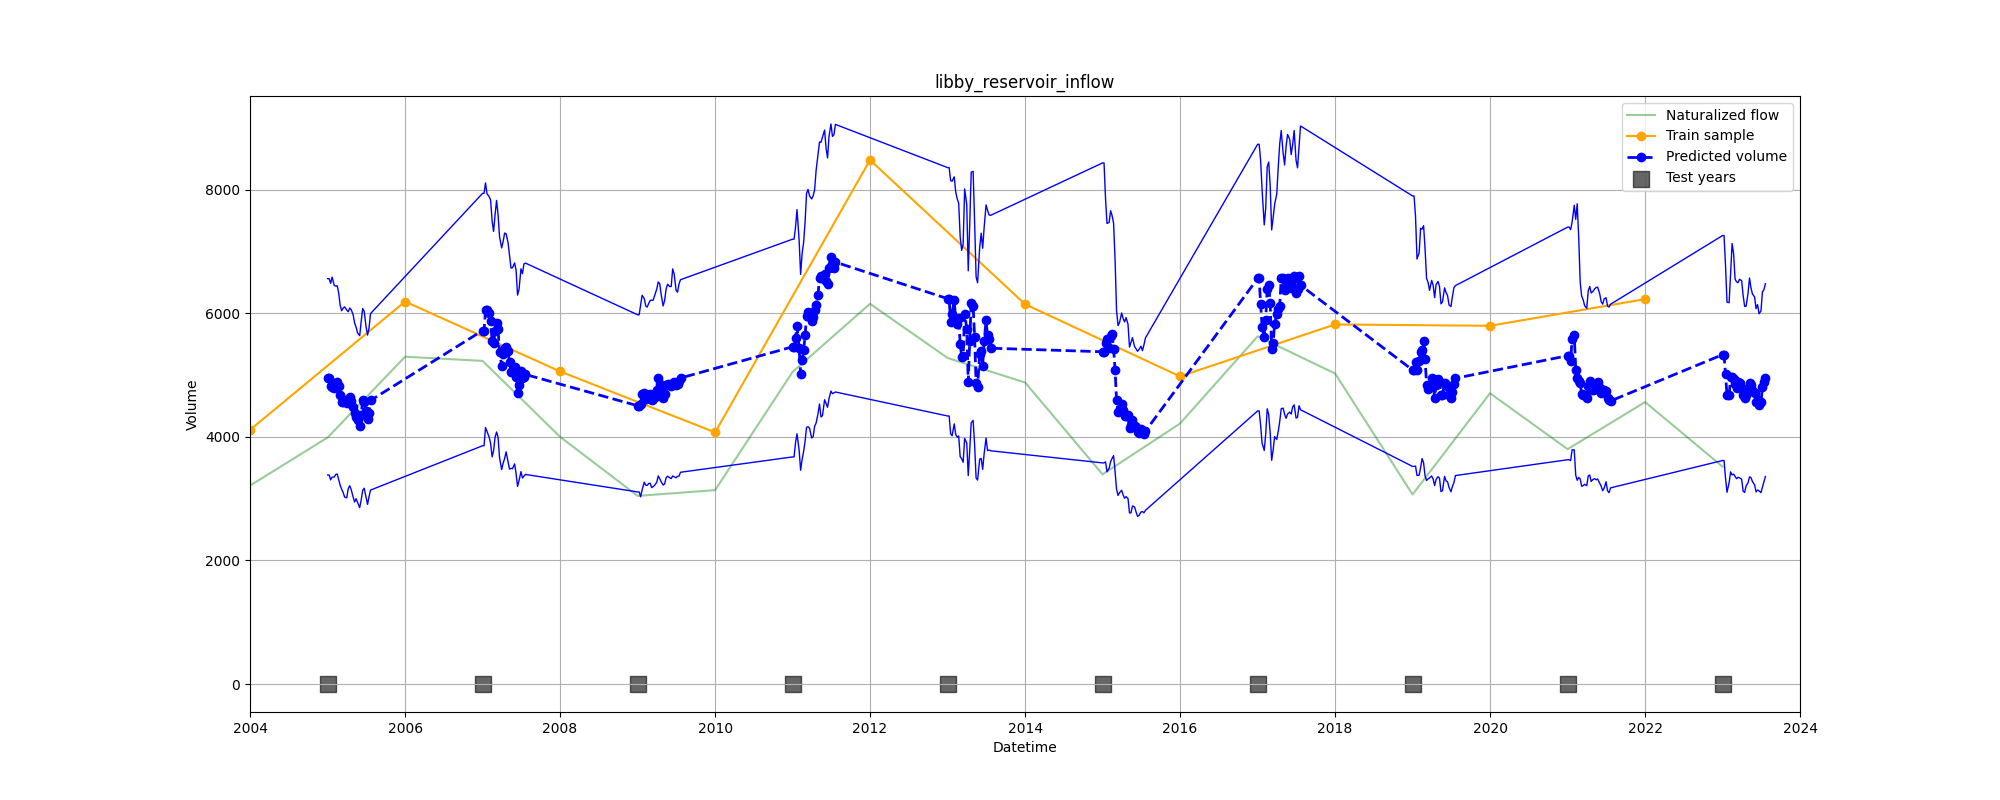 libby_reservoir_inflow
Naturalized flow
Train sample
Predicted volume
Test years
Volume
8000
6000
4000
2000
0
2004 2006 2008 2010 2012 2014 2016 2018 2020 2022 2024
Datetime